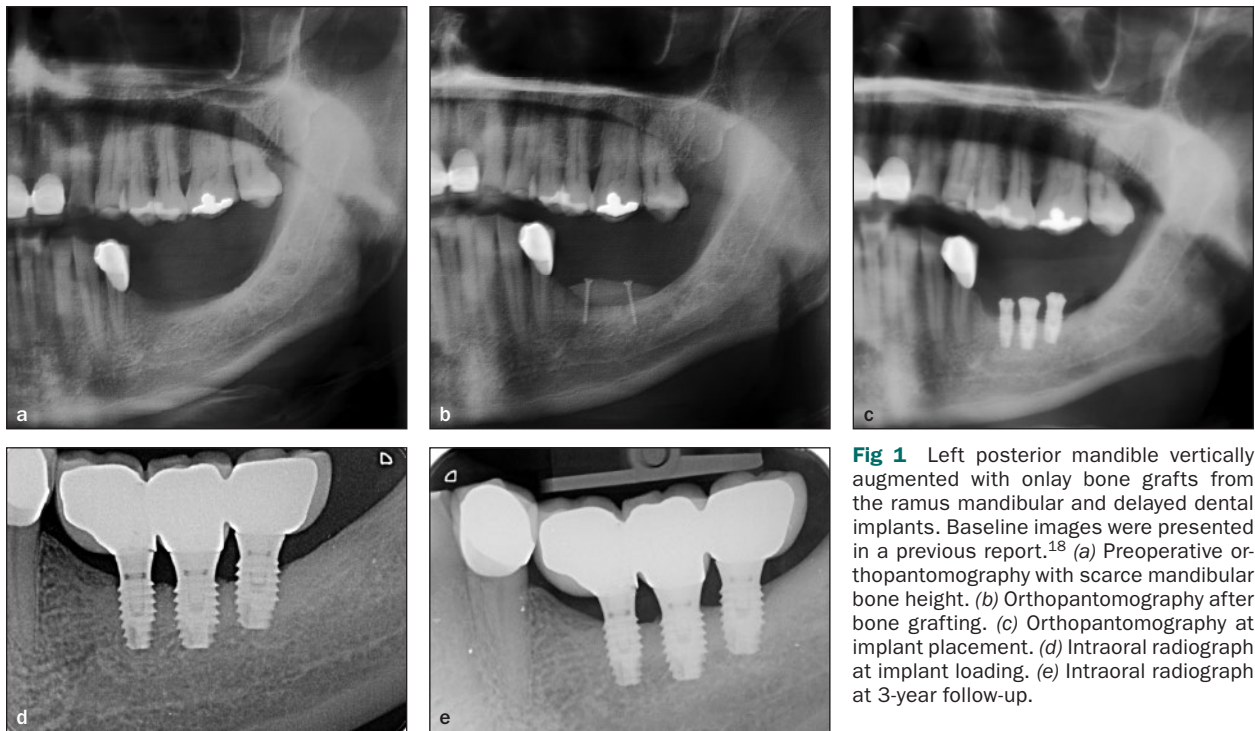 a
b
c
d
e
Fig 1 Left posterior mandible vertically
augmented with onlay bone grafts from
the ramus mandibular and delayed dental
implants. Baseline images were presented
in a previous report.18 (a) Preoperative or-
thopantomography with scarce mandibular
bone height. (b) Orthopantomography after
bone grafting. (c) Orthopantomography at
implant placement. (d) Intraoral radiograph
at implant loading. (e) Intraoral radiograph
at 3-year follow-up.